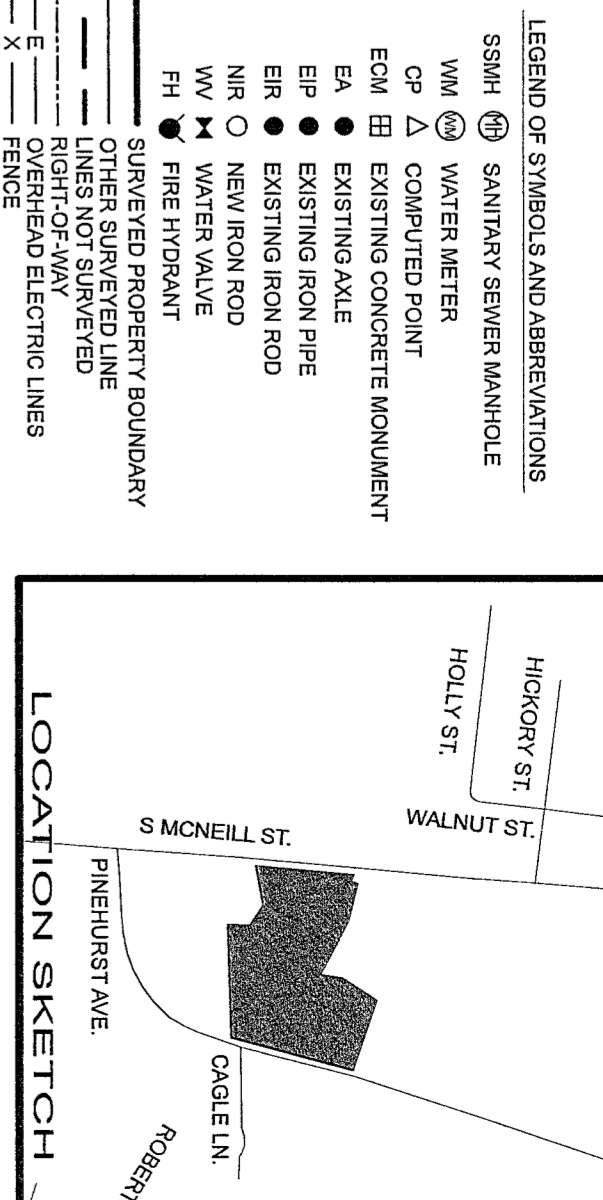 LEGEND OF SYMBOLS AND ABBREVIATIONS
SSMH MH SANITARY SEWER MANHOLE
WM WM WATER METER
CP COMPUTED POINT
ECM EXISTING CONCRETE MONUMENT
EA EXISTING AXLE
EIP EXISTING IRON PIPE
EIR EXISTING IRON ROD
NIR NEW IRON ROD
WV WATER VALVE
FH FIRE HYDRANT
SURVEYED PROPERTY BOUNDARY
OTHER SURVEYED LINE
LINES NOT SURVEYED
RIGHT-OF-WAY
E OVERHEAD ELECTRIC LINES
X FENCE
HICKORY ST.
HOLLY ST.
WALNUT ST.
S MCNEILL ST.
PINEHURST AVE.
CAGLE LN.
ROBERT
LOCATION SKETCH